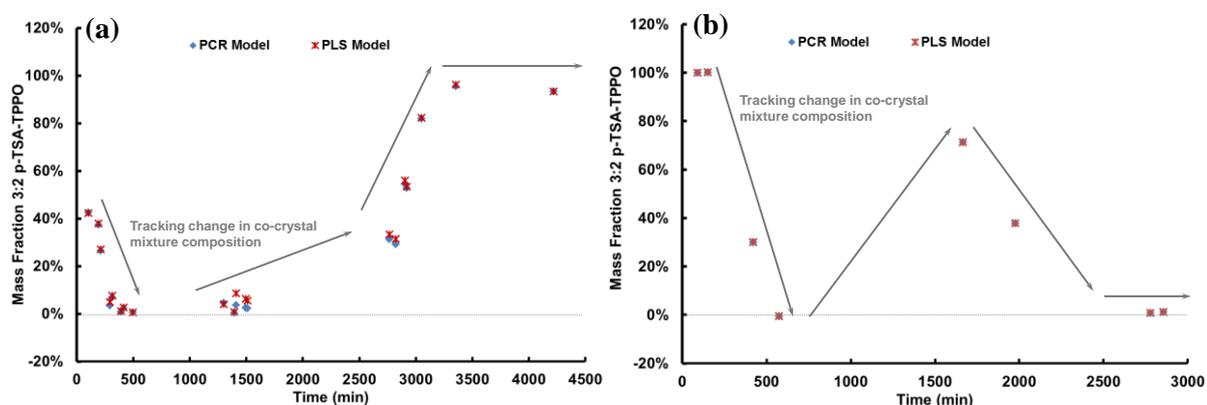 (a)
PCR Model
PLS Model
Mass Fraction 3:2 p-TSA-TPPO
120%
100%
80%
60%
40%
20%
0%
-20%
Tracking change in co-crystal
mixture composition
0 500 1000 1500 2000 2500 3000 3500 4000 4500
Time (min)
(b)
PCR Model
PLS Model
Mass Fraction 3:2 p-TSA-TPPO
120%
100%
80%
60%
40%
20%
0%
-20%
Tracking change in co-crystal
mixture composition
0 500 1000 1500 2000 2500 3000
Time (min)